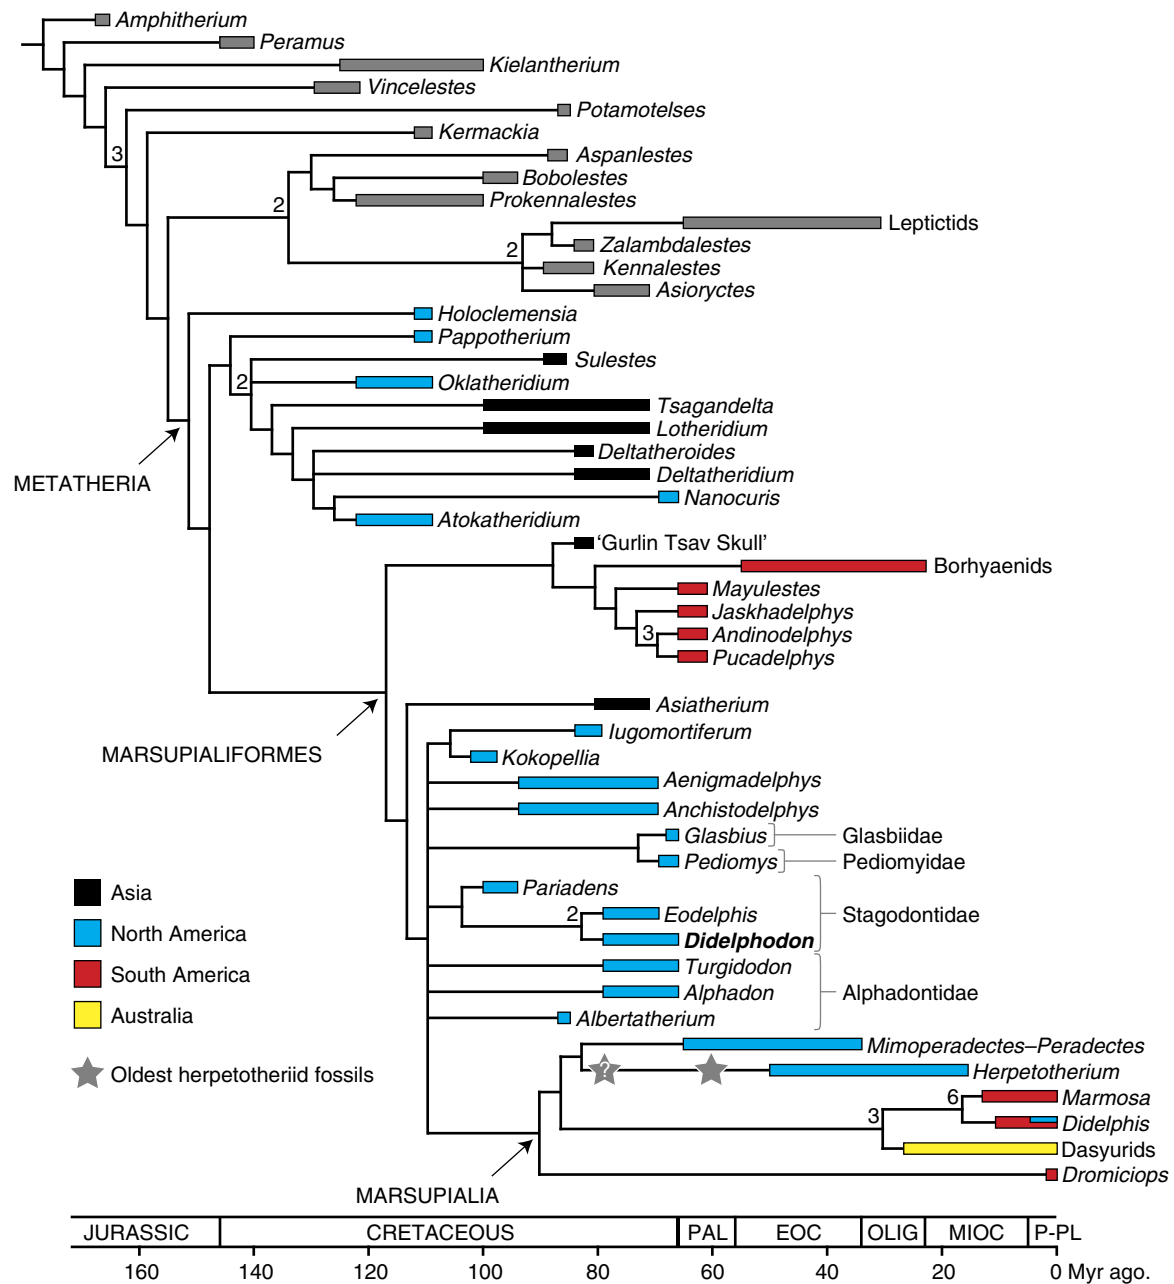 Amphitherium
Peramus
Kielantherium
Vincelestes
Potamotelses
3
Kermackia
Aspanlestes
Bobolestes
2
Prokennalestes
Leptictids
2
Zalambdalestes
Kennalestes
Asioryctes
Holoclemensia
Pappotherium
Sulestes
2
Oklatheridium
Tsagandelta
Lotheridium
Deltatheroides
Deltatheridium
METATHERIA
Nanocuris
Atokatheridium
'Gurlin Tsav Skull'
Borhyaenids
Mayulestes
Jaskhadelphys
3
Andinodelphys
Pucadelphys
Asiatherium
Iugomortiferum
MARSUPIALIFORMES
Kokopellia
Aenigmadelphys
Anchistodelphys
Glasbius Glasbiidae
Pediomys Pediomyidae
Pariadens
2
Eodelphis Stagodontidae
Didelphodon
Turgidodon
Alphadon Alphadontidae
Albertatherium
Asia
North America
South America
Australia
Oldest herpetotheriid fossils
Mimoperadectes–Peradectes
?
Herpetotherium
6
Marmosa
3
Didelphis
Dasyurids
Dromiciops
MARSUPIALIA
JURASSIC CRETACEOUS PAL EOC OLIG MIOC P-PL
160 140 120 100 80 60 40 20 0 Myr ago.